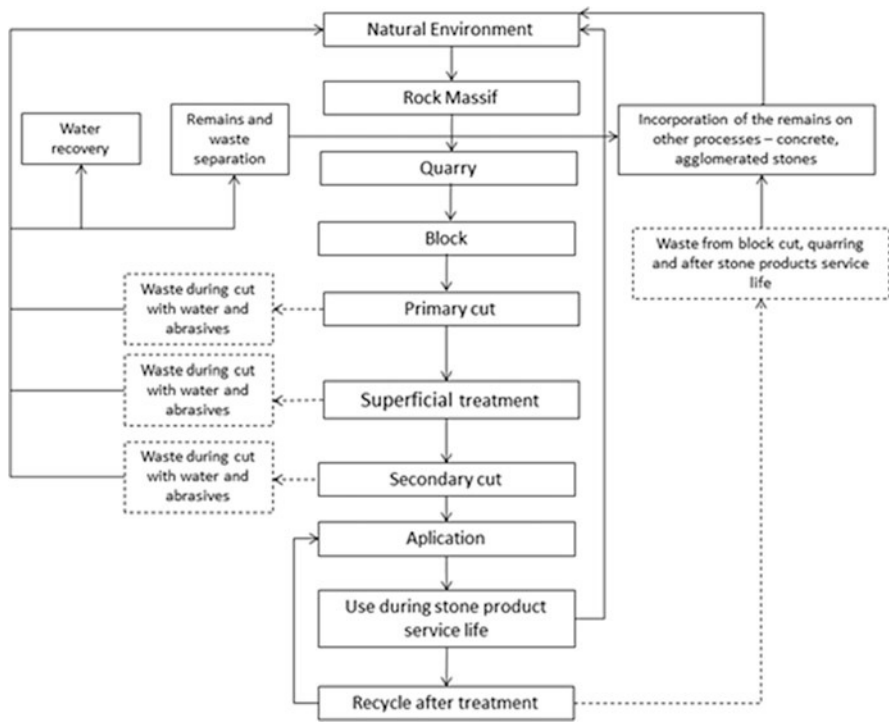 Natural Environment
Rock Massif
Water
recovery
Remains and
waste
separation
Incorporation of the remains on
other processes – concrete,
agglomerated stones
Quarry
Block
Waste from block cut, quarring
and after stone products service
life
Waste during cut
with water and
abrasives
Primary cut
Waste during cut
with water and
abrasives
Superficial treatment
Waste during cut
with water and
abrasives
Secondary cut
Aplication
Use during stone product
service life
Recycle after treatment